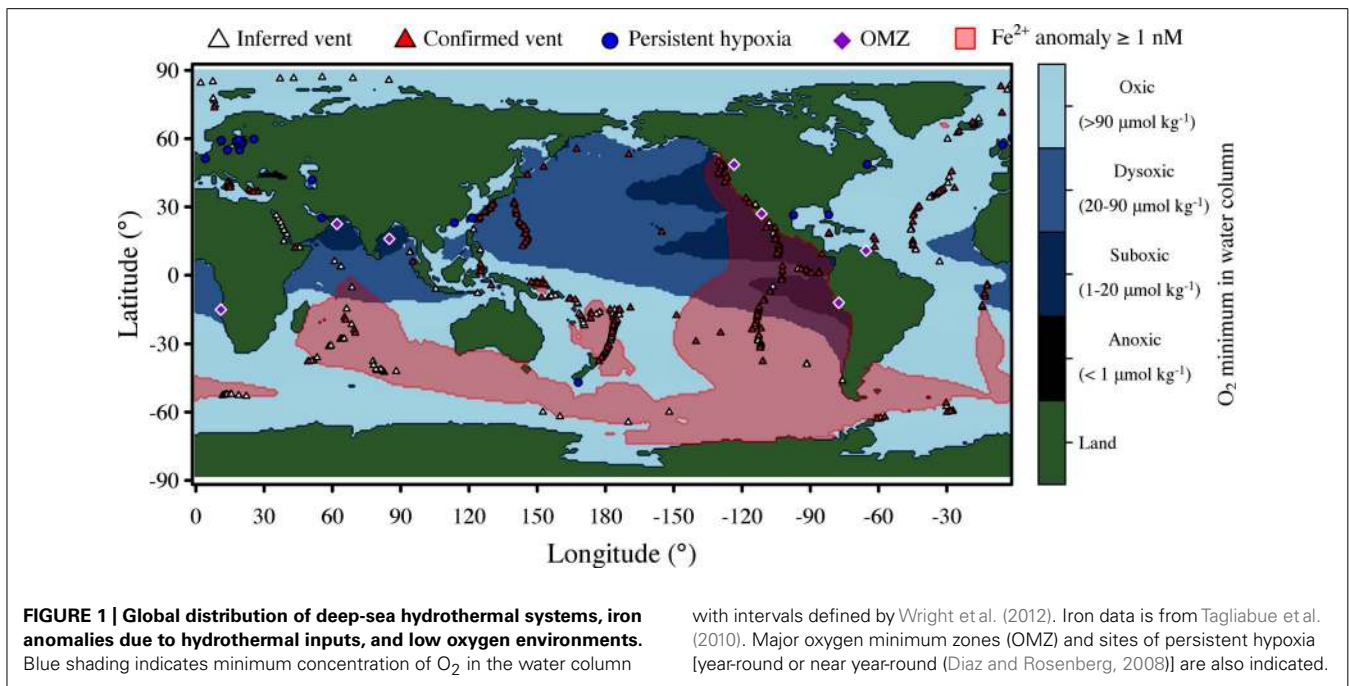 Inferred vent Confirmed vent Persistent hypoxia OMZ Fe2+ anomaly ≥ 1 nM
90
60
30
0
-30
-60
-90
Latitude (°)
0 30 60 90 120 150 180 -150 -120 -90 -60 -30
Longitude (°)
Oxic
(>90 μmol kg-1)
Dysoxic
(20-90 μmol kg-1)
Suboxic
(1-20 μmol kg-1)
Anoxic
(< 1 μmol kg-1)
Land
O2 minimum in water column
FIGURE 1 | Global distribution of deep-sea hydrothermal systems, iron
anomalies due to hydrothermal inputs, and low oxygen environments.
Blue shading indicates minimum concentration of O2 in the water column
with intervals defined by Wright et al. (2012). Iron data is from Tagliabue et al.
(2010). Major oxygen minimum zones (OMZ) and sites of persistent hypoxia
[year-round or near year-round (Diaz and Rosenberg, 2008)] are also indicated.